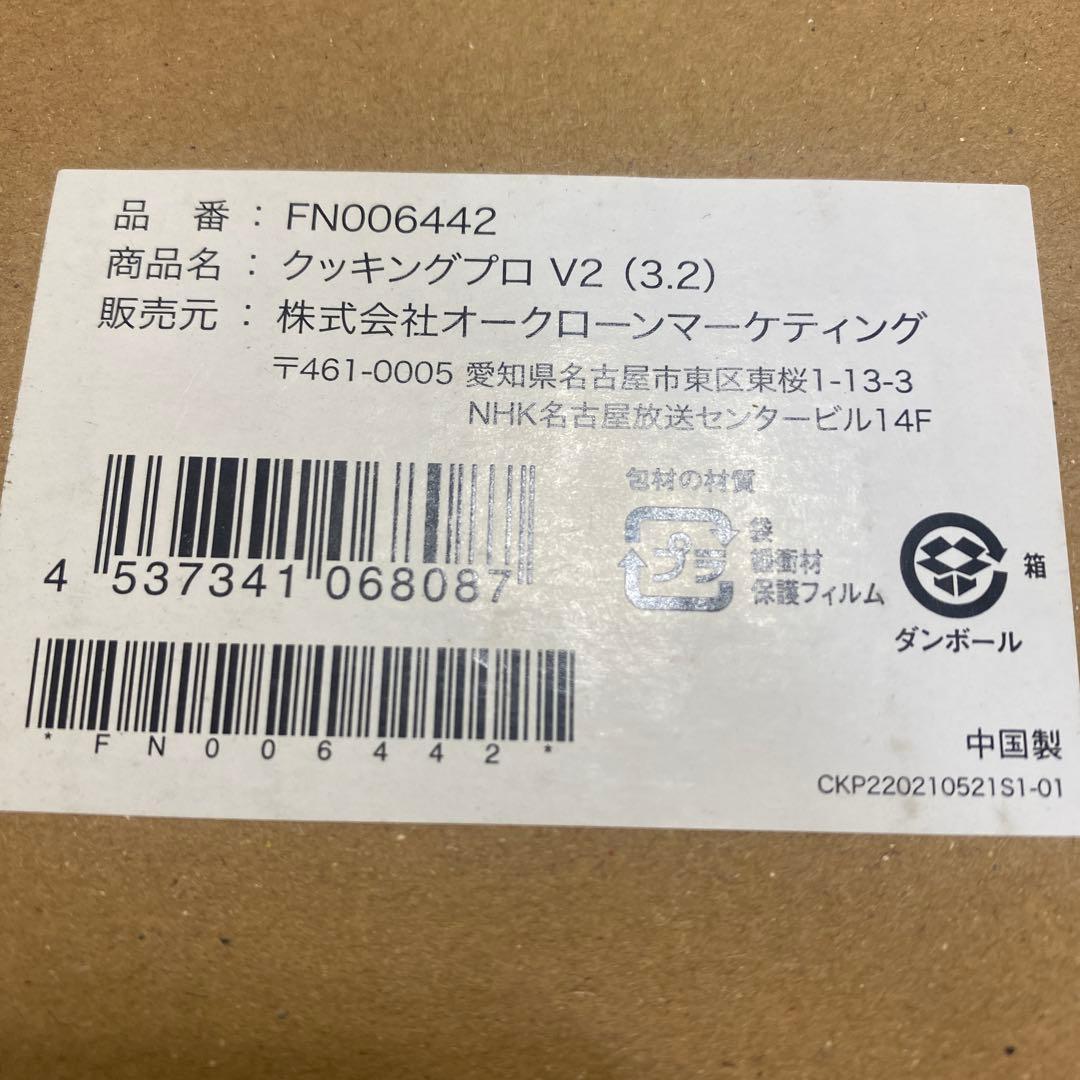 品 番 : FN006442
商品名 : クッキングプロ V2 (3.2)
販売元 : 株式会社オークローンマーケティング
〒461-0005 愛知県名古屋市東区東桜1-13-3
NHK名古屋放送センタービル14F
包材の材質
プラ
袋
緩衝材
保護フィルム
箱
ダンボール
4 537341 068087
*FN006442*
中国製
CKP220210521S1-01